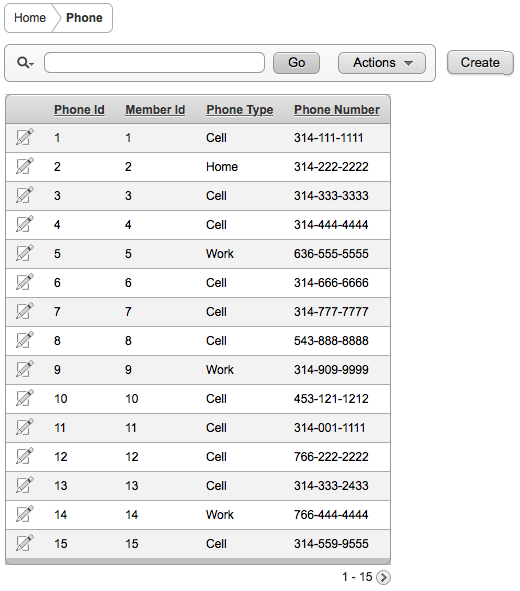 Home Phone
Go Actions Create
Phone Id Member Id Phone Type Phone Number
1 1 Cell 314-111-1111
2 2 Home 314-222-2222
3 3 Cell 314-333-3333
4 4 Cell 314-444-4444
5 5 Work 636-555-5555
6 6 Cell 314-666-6666
7 7 Cell 314-777-7777
8 8 Cell 543-888-8888
9 9 Work 314-909-9999
10 10 Cell 453-121-1212
11 11 Cell 314-001-1111
12 12 Cell 766-222-2222
13 13 Cell 314-333-2433
14 14 Work 766-444-4444
15 15 Cell 314-559-9555
1 - 15